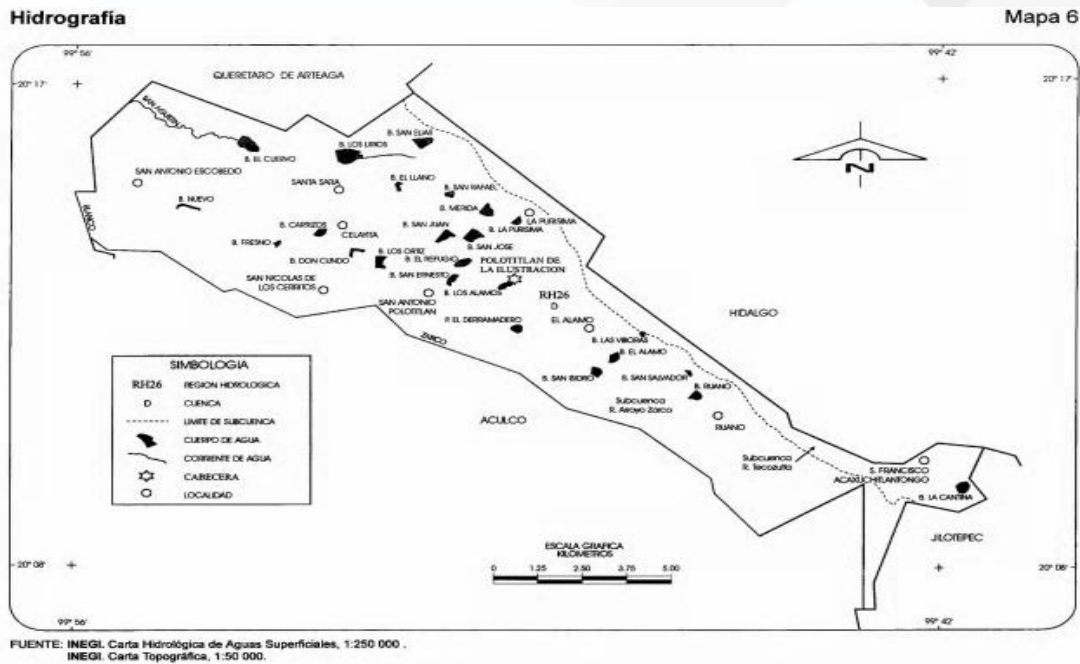 Hidrografía
Mapa 6
99° 56'
99° 42'
20° 17'
20° 17'
QUERETARO DE ARTEAGA
SAN AGUSTIN
B. SAN ELIAS
B. LOS LIRIOS
B. EL CUERVO
SAN ANTONIO ESCOBEDO
SANTA SARA
B. EL LLANO
B. SAN RAFAEL
B. NUEVO
B. MERIDA
LA PURISIMA
B. CARRIZOS
B. SAN JUAN
B. LA PURISIMA
CELAYITA
B. FRESNO
B. SAN JOSE
B. LOS ORTIZ
B. DON CUNDO
B. EL REFUGIO
POLOTITLAN DE
LA ILUSTRACION
B. SAN ERNESTO
SAN NICOLAS DE
LOS CERRITOS
B. LOS ALAMOS
RH26
SAN ANTONIO
POLOTITLAN
D
HIDALGO
P. EL DERRAMADERO
EL ALAMO
ZARCO
B. LAS VIBORAS
B. EL ALAMO
B. SAN ISIDRO
B. SAN SALVADOR
B. RUANO
Subcuenca
R. Arroyo Zarco
RUANO
ACULCO
Subcuenca
R. Tecozutla
S. FRANCISCO
ACAXUCHITLANTONGO
B. LA CANTINA
JILOTEPEC
N
SIMBOLOGIA
RH26 REGION HIDROLOGICA
D CUENCA
LIMITE DE SUBCUENCA
CUERPO DE AGUA
CORRIENTE DE AGUA
CABECERA
LOCALIDAD
ESCALA GRAFICA
KILOMETROS
0 1.25 2.50 3.75 5.00
20° 08'
20° 08'
99° 56'
99° 42'
FUENTE: INEGI. Carta Hidrológica de Aguas Superficiales, 1:250 000 .
INEGI. Carta Topográfica, 1:50 000.